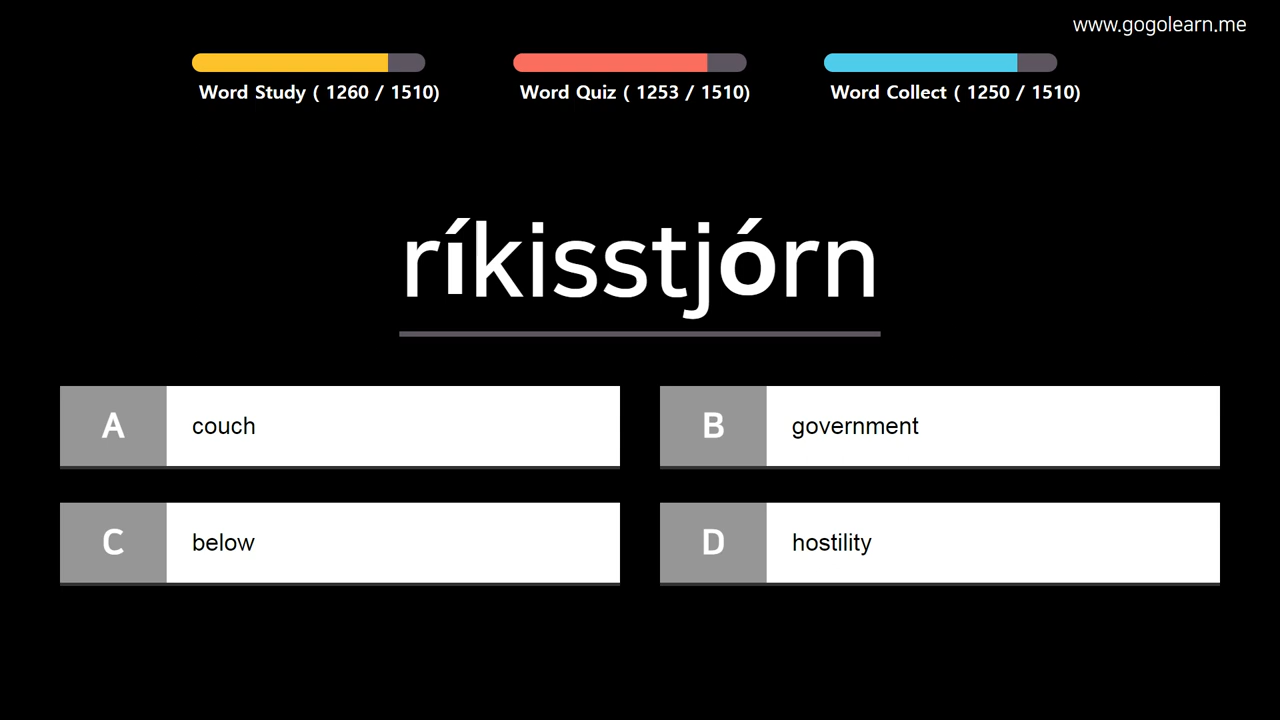 www.gogolearn.me
Word Study ( 1260 / 1510)
Word Quiz ( 1253 / 1510)
Word Collect ( 1250 / 1510)
ríkisstjórn
A couch
B government
C below
D hostility